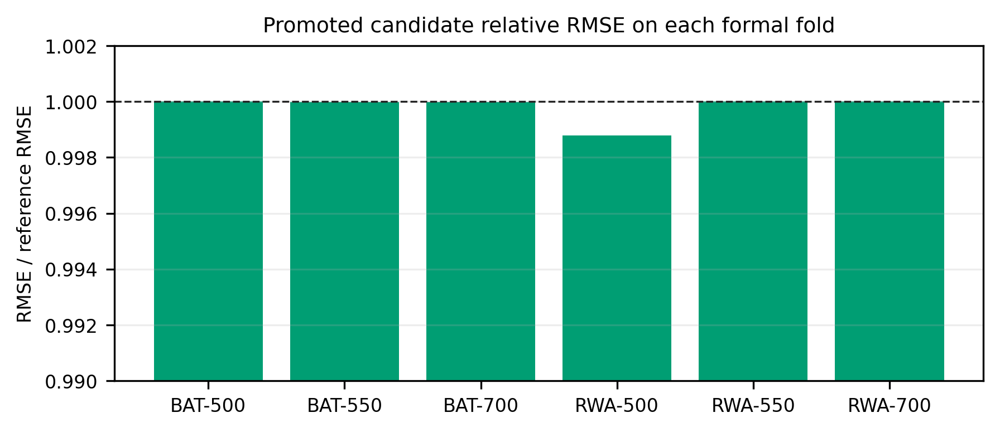 Promoted candidate relative RMSE on each formal fold
RMSE / reference RMSE
1.002
1.000
0.998
0.996
0.994
0.992
0.990
BAT-500 BAT-550 BAT-700 RWA-500 RWA-550 RWA-700